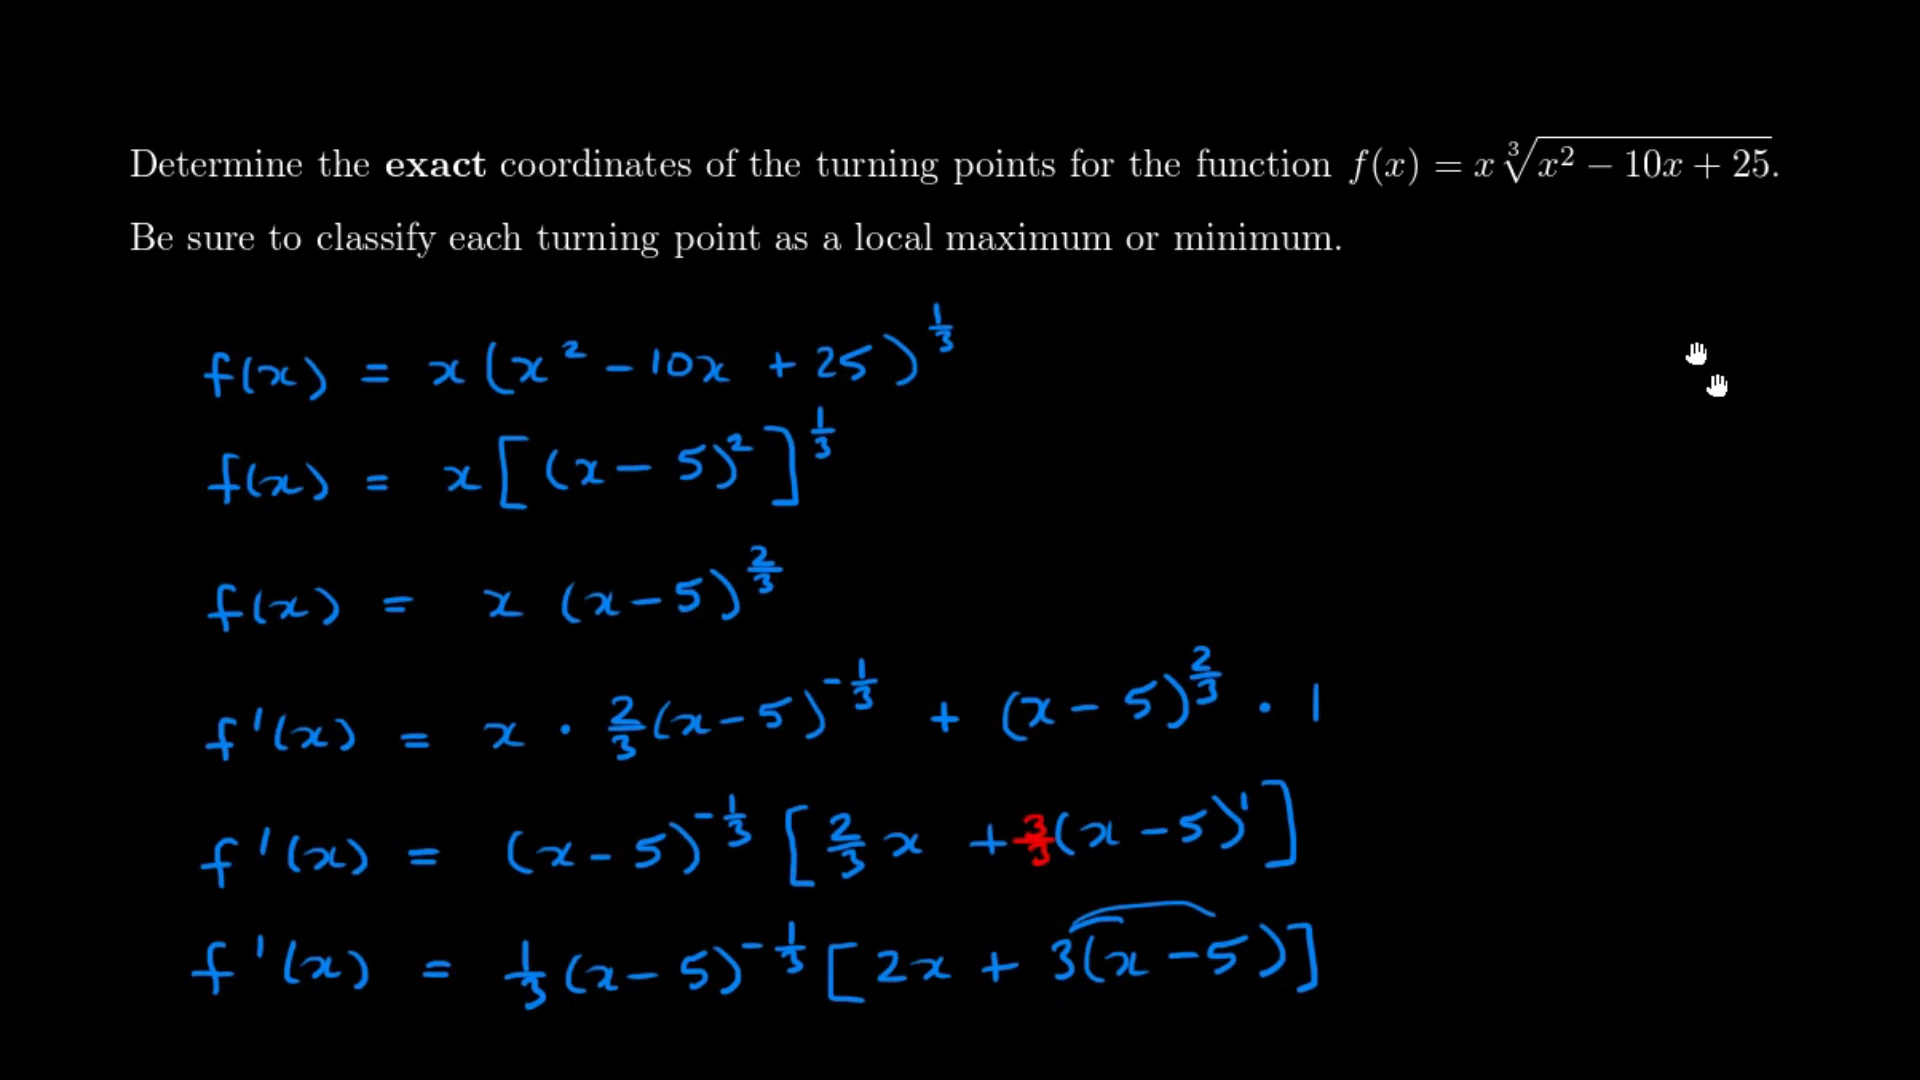 Determine the exact coordinates of the turning points for the function f(x) = x∛(x² − 10x + 25).
Be sure to classify each turning point as a local maximum or minimum.
f(x) = x(x² − 10x + 25)^(1/3)
f(x) = x[(x − 5)²]^(1/3)
f(x) = x (x − 5)^(2/3)
f'(x) = x · 2/3(x − 5)^(−1/3) + (x − 5)^(2/3) · 1
f'(x) = (x − 5)^(−1/3) [2/3 x + 3/3(x − 5)^1]
f'(x) = 1/3(x − 5)^(−1/3) [2x + 3(x − 5)]